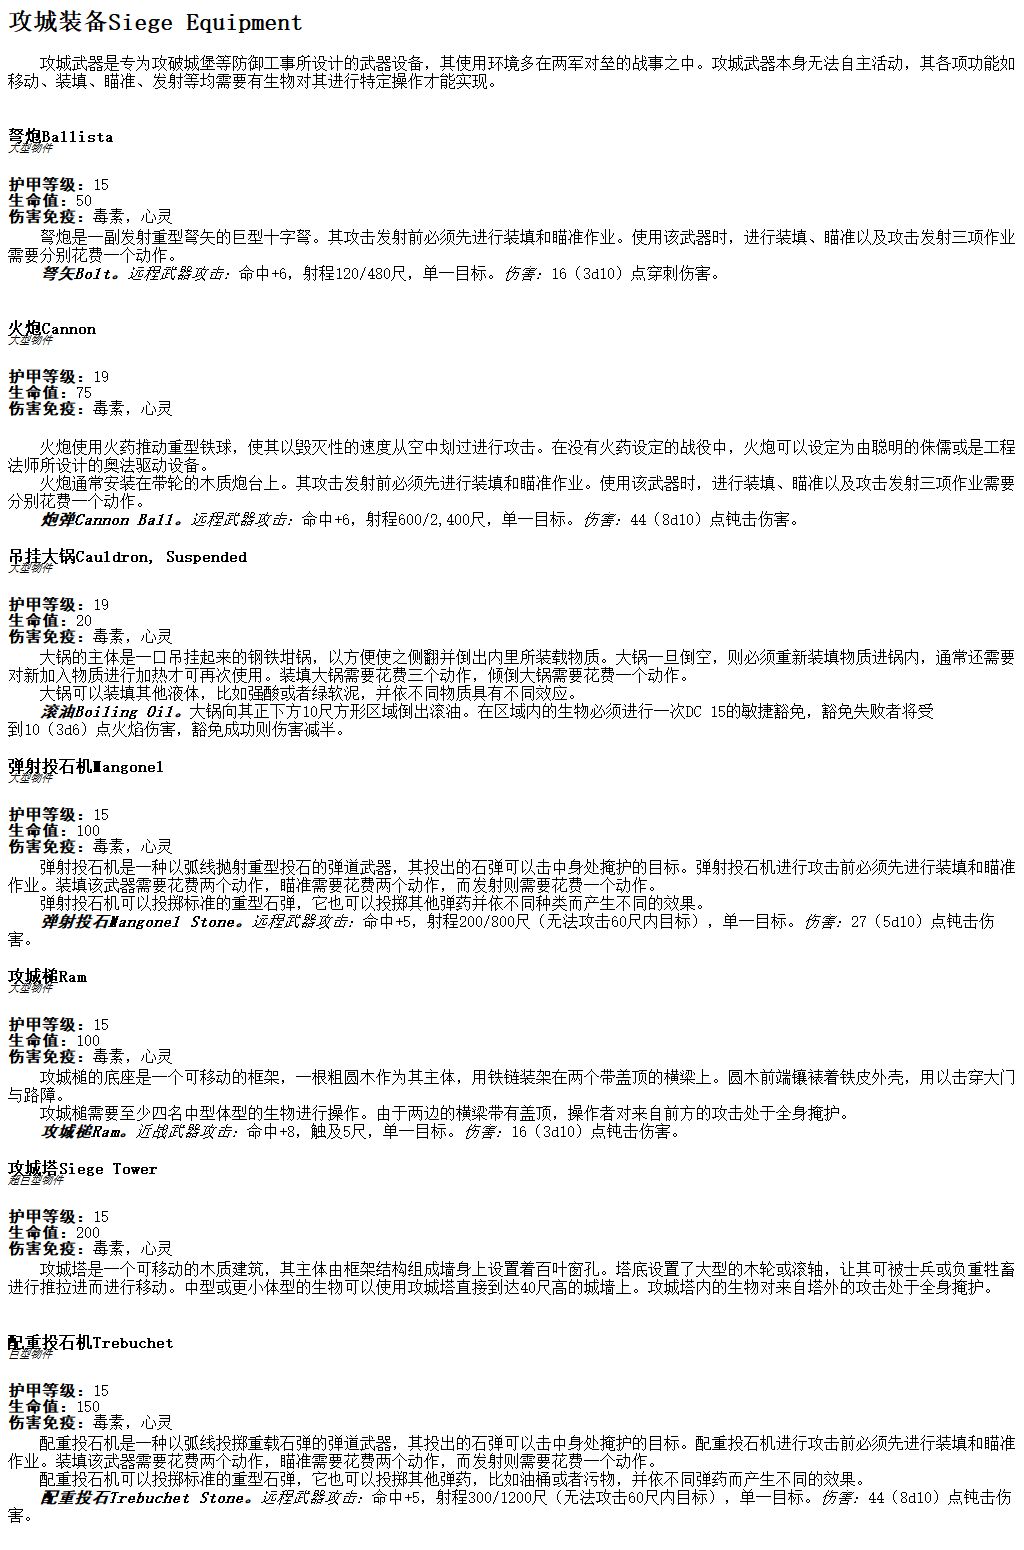 攻城装备Siege Equipment
攻城武器是专为攻破城堡等防御工事所设计的武器设备，其使用环境多在两军对垒的战事之中。攻城武器本身无法自主活动，其各项功能如
移动、装填、瞄准、发射等均需要有生物对其进行特定操作才能实现。
弩炮Ballista
大型物件
护甲等级：15
生命值：50
伤害免疫：毒素，心灵
弩炮是一副发射重型弩矢的巨型十字弩。其攻击发射前必须先进行装填和瞄准作业。使用该武器时，进行装填、瞄准以及攻击发射三项作业
需要分别花费一个动作。
弩矢Bolt。远程武器攻击：命中+6，射程120/480尺，单一目标。伤害：16（3d10）点穿刺伤害。
火炮Cannon
大型物件
护甲等级：19
生命值：75
伤害免疫：毒素，心灵
火炮使用火药推动重型铁球，使其以毁灭性的速度从空中划过进行攻击。在没有火药设定的战役中，火炮可以设定为由聪明的侏儒或是工程
法师所设计的奥法驱动设备。
火炮通常安装在带轮的木质炮台上。其攻击发射前必须先进行装填和瞄准作业。使用该武器时，进行装填、瞄准以及攻击发射三项作业需要
分别花费一个动作。
炮弹Cannon Ball。远程武器攻击：命中+6，射程600/2,400尺，单一目标。伤害：44（8d10）点钝击伤害。
吊挂大锅Cauldron, Suspended
大型物件
护甲等级：19
生命值：20
伤害免疫：毒素，心灵
大锅的主体是一口吊挂起来的钢铁坩锅，以方便使之侧翻并倒出内里所装载物质。大锅一旦倒空，则必须重新装填物质进锅内，通常还需要
对新加入物质进行加热才可再次使用。装填大锅需要花费三个动作，倾倒大锅需要花费一个动作。
大锅可以装填其他液体，比如强酸或者绿软泥，并依不同物质具有不同效应。
滚油Boiling Oil。大锅向其正下方10尺方形区域倒出滚油。在区域内的生物必须进行一次DC 15的敏捷豁免，豁免失败者将受
到10（3d6）点火焰伤害，豁免成功则伤害减半。
弹射投石机Mangonel
大型物件
护甲等级：15
生命值：100
伤害免疫：毒素，心灵
弹射投石机是一种以弧线抛射重型投石的弹道武器，其投出的石弹可以击中身处掩护的目标。弹射投石机进行攻击前必须先进行装填和瞄准
作业。装填该武器需要花费两个动作，瞄准需要花费两个动作，而发射则需要花费一个动作。
弹射投石机可以投掷标准的重型石弹，它也可以投掷其他弹药并依不同种类而产生不同的效果。
弹射投石Mangonel Stone。远程武器攻击：命中+5，射程200/800尺（无法攻击60尺内目标），单一目标。伤害：27（5d10）点钝击伤
害。
攻城槌Ram
大型物件
护甲等级：15
生命值：100
伤害免疫：毒素，心灵
攻城槌的底座是一个可移动的框架，一根粗圆木作为其主体，用铁链装架在两个带盖顶的横梁上。圆木前端镶裱着铁皮外壳，用以击穿大门
与路障。
攻城槌需要至少四名中型体型的生物进行操作。由于两边的横梁带有盖顶，操作者对来自前方的攻击处于全身掩护。
攻城槌Ram。近战武器攻击：命中+8，触及5尺，单一目标。伤害：16（3d10）点钝击伤害。
攻城塔Siege Tower
超巨型物件
护甲等级：15
生命值：200
伤害免疫：毒素，心灵
攻城塔是一个可移动的木质建筑，其主体由框架结构组成墙身上设置着百叶窗孔。塔底设置了大型的木轮或滚轴，让其可被士兵或负重牲畜
进行推拉进而进行移动。中型或更小体型的生物可以使用攻城塔直接到达40尺高的城墙上。攻城塔内的生物对来自塔外的攻击处于全身掩护。
配重投石机Trebuchet
巨型物件
护甲等级：15
生命值：150
伤害免疫：毒素，心灵
配重投石机是一种以弧线投掷重载石弹的弹道武器，其投出的石弹可以击中身处掩护的目标。配重投石机进行攻击前必须先进行装填和瞄准
作业。装填该武器需要花费两个动作，瞄准需要花费两个动作，而发射则需要花费一个动作。
配重投石机可以投掷标准的重型石弹，它也可以投掷其他弹药，比如油桶或者污物，并依不同弹药而产生不同的效果。
配重投石Trebuchet Stone。远程武器攻击：命中+5，射程300/1200尺（无法攻击60尺内目标），单一目标。伤害：44（8d10）点钝击伤
害。